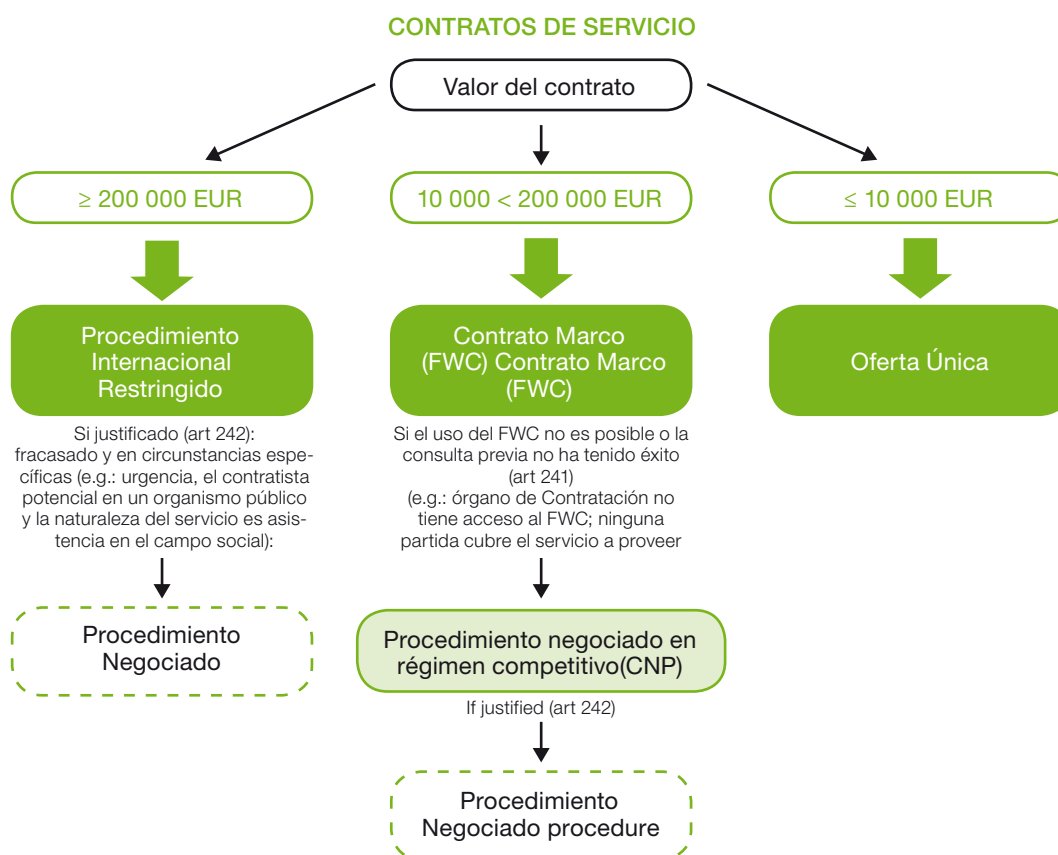 CONTRATOS DE SERVICIO
Valor del contrato
≥ 200 000 EUR
10 000 < 200 000 EUR
≤ 10 000 EUR
Procedimiento
Internacional
Restringido
Contrato Marco
(FWC) Contrato Marco
(FWC)
Oferta Única
Si justificado (art 242):
fracasado y en circunstancias espe-
cíficas (e.g.: urgencia, el contratista
potencial en un organismo público
y la naturaleza del servicio es asis-
tencia en el campo social):
Si el uso del FWC no es posible o la
consulta previa no ha tenido éxito
(art 241)
(e.g.: órgano de Contratación no
tiene acceso al FWC; ninguna
partida cubre el servicio a proveer
Procedimiento
Negociado
Procedimiento negociado en
régimen competitivo(CNP)
If justified (art 242)
Procedimiento
Negociado procedure